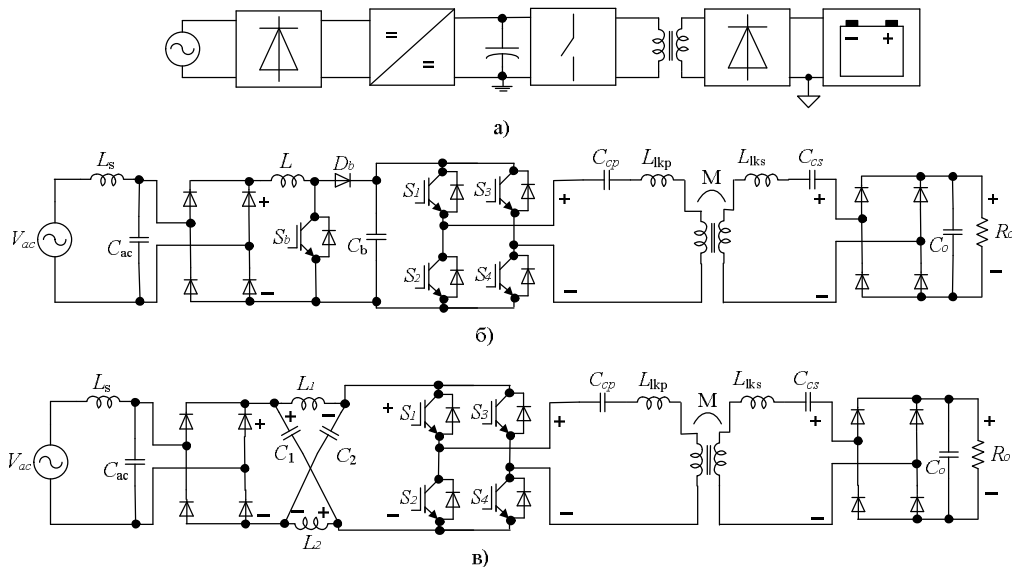 = =
− +
а)
Ls L Db S1 S3 Ccp Llkp Llks Ccs
M
Vac Cac + Sb Cb + + Co + Ro
S2 S4
− − − −
б)
Ls L1 S1 S3 Ccp Llkp Llks Ccs
M
Vac Cac + + − C1 C2 + + + Co + Ro
S2 S4
− − + − − − −
L2
в)